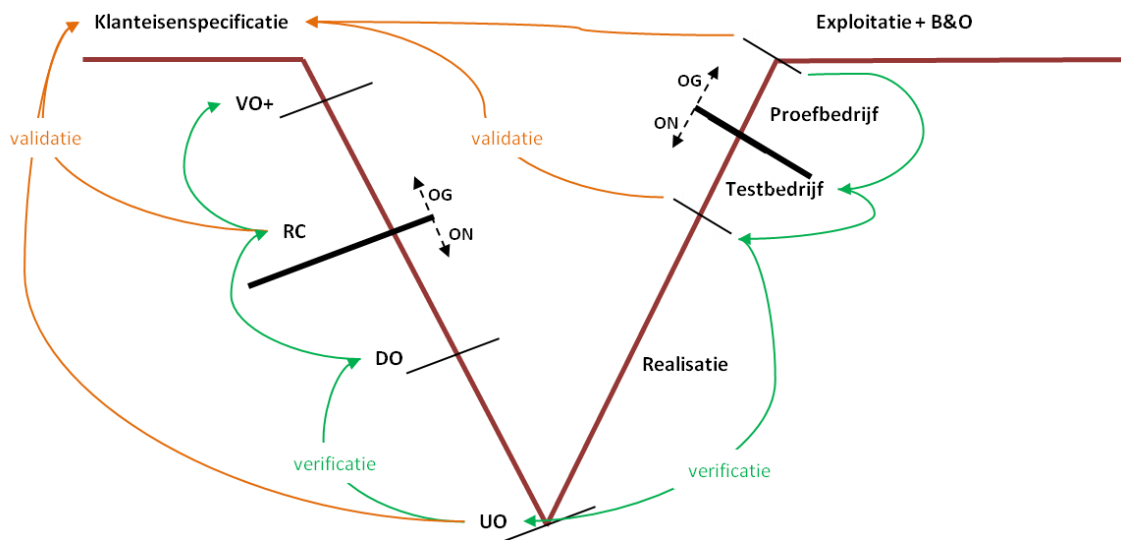 Klanteisenspecificatie
Exploitatie + B&O
VO+
OG
Proefbedrijf
ON
validatie
validatie
Testbedrijf
OG
RC
ON
DO
Realisatie
verificatie
verificatie
UO